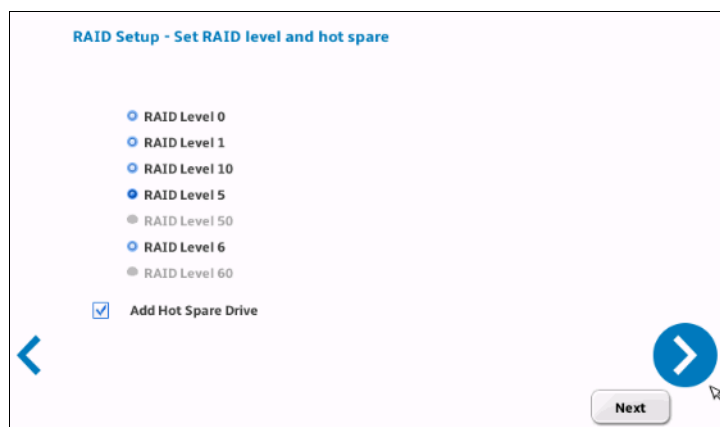 RAID Setup - Set RAID level and hot spare
RAID Level 0
RAID Level 1
RAID Level 10
RAID Level 5
RAID Level 50
RAID Level 6
RAID Level 60
Add Hot Spare Drive
Next